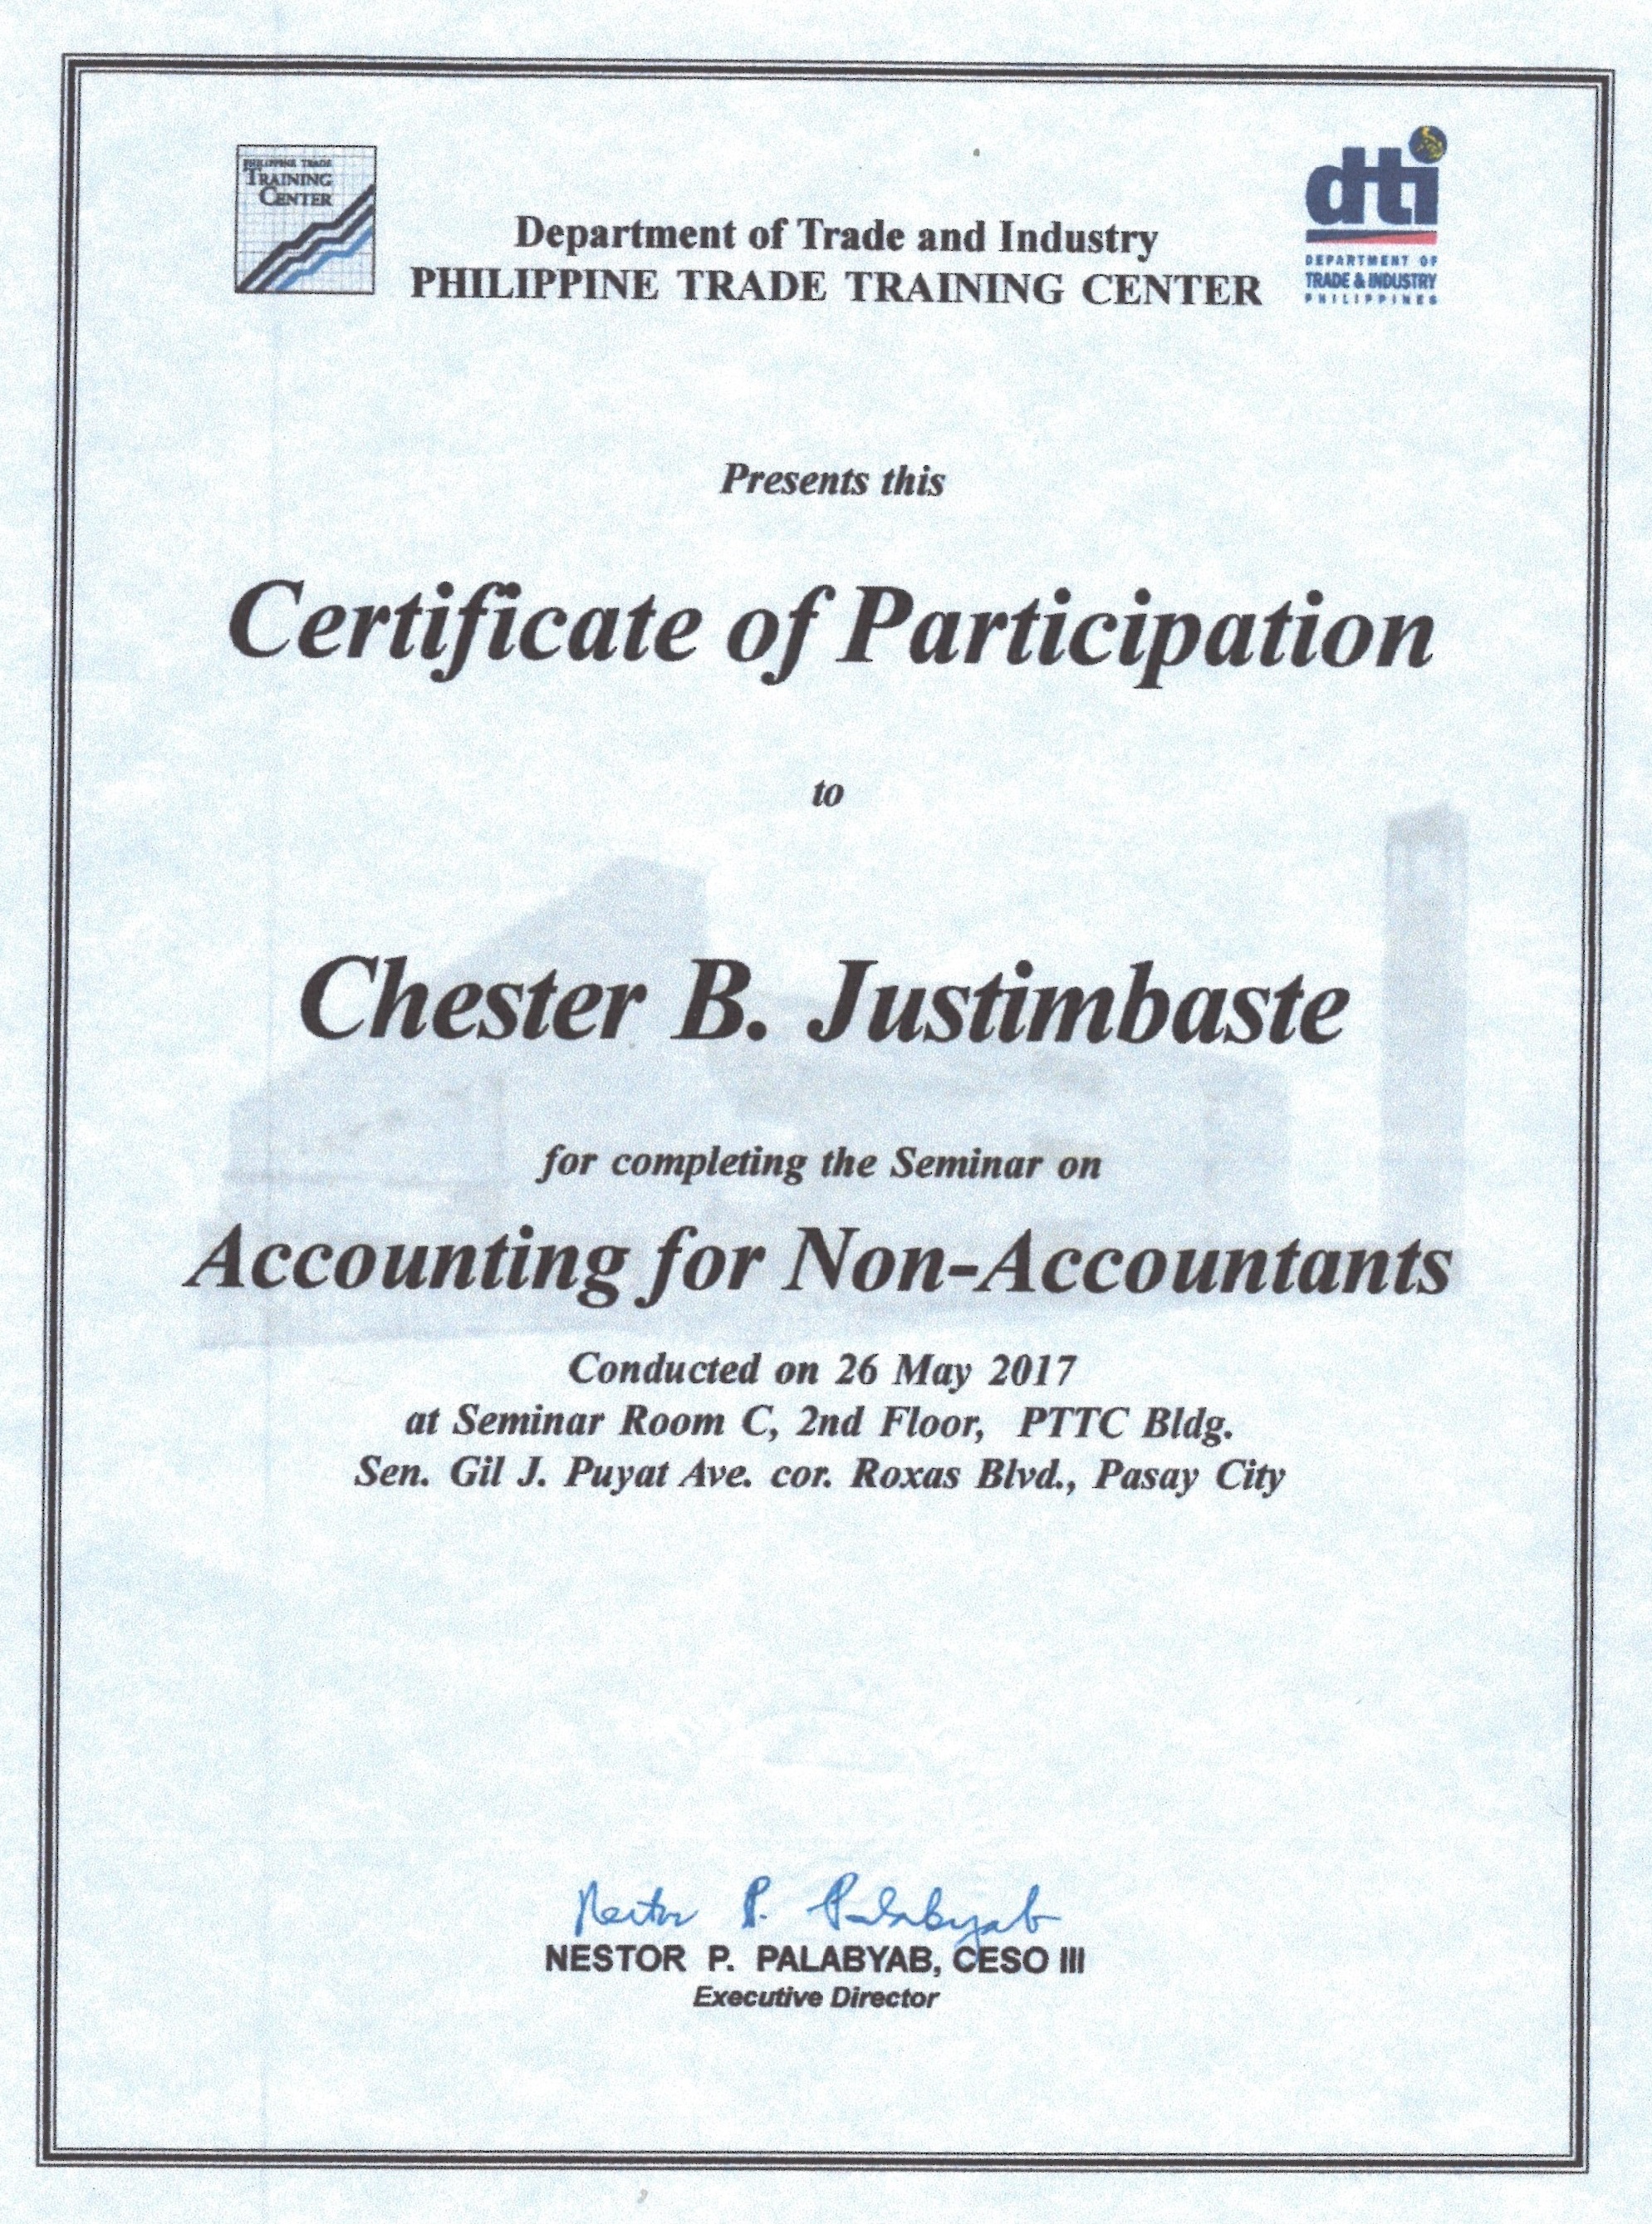 PHILIPPINE TRADE
TRAINING
CENTER
dti
DEPARTMENT OF
TRADE & INDUSTRY
PHILIPPINES
Department of Trade and Industry
PHILIPPINE TRADE TRAINING CENTER
Presents this
Certificate of Participation
to
Chester B. Justimbaste
for completing the Seminar on
Accounting for Non-Accountants
Conducted on 26 May 2017
at Seminar Room C, 2nd Floor, PTTC Bldg.
Sen. Gil J. Puyat Ave. cor. Roxas Blvd., Pasay City
Nestor P. Palabyab
NESTOR P. PALABYAB, CESO III
Executive Director